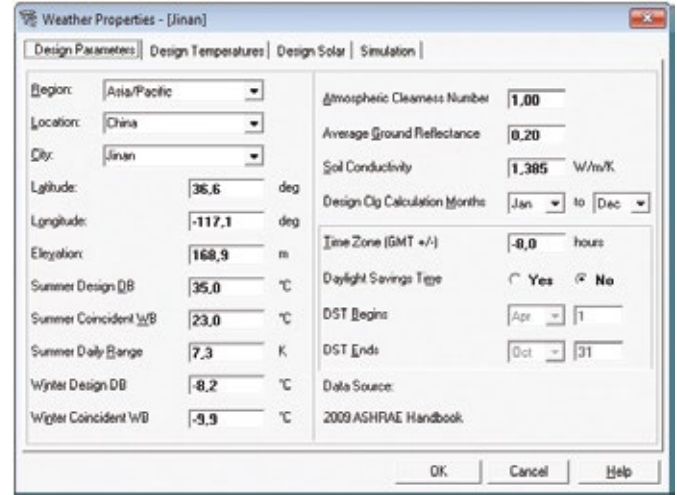 Weather Properties - [Jinan]
Design Parameters Design Temperatures Design Solar Simulation
Region: Asia/Pacific
Location: China
City: Jinan
Latitude: 36,6 deg
Longitude: -117,1 deg
Elevation: 168,9 m
Summer Design DB 35,0 °C
Summer Coincident WB 23,0 °C
Summer Daily Range 7,3 K
Winter Design DB -8,2 °C
Winter Coincident WB -9,9 °C
Atmospheric Clearness Number 1,00
Average Ground Reflectance 0,20
Soil Conductivity 1,385 W/m/K
Design Clg Calculation Months Jan to Dec
Time Zone (GMT +/-) -8,0 hours
Daylight Savings Time Yes No
DST Begins Apr 1
DST Ends Oct 31
Data Source:
2009 ASHRAE Handbook
OK Cancel Help